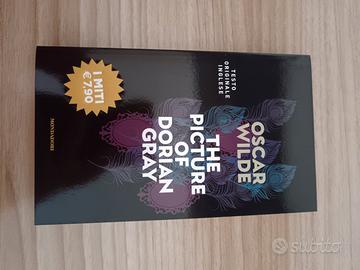 OSCAR
WILDE
TESTO
ORIGINALE
INGLESE
THE
PICTURE
OF
DORIAN
GRAY
I MITI
€ 7,90
MONDADORI
subito